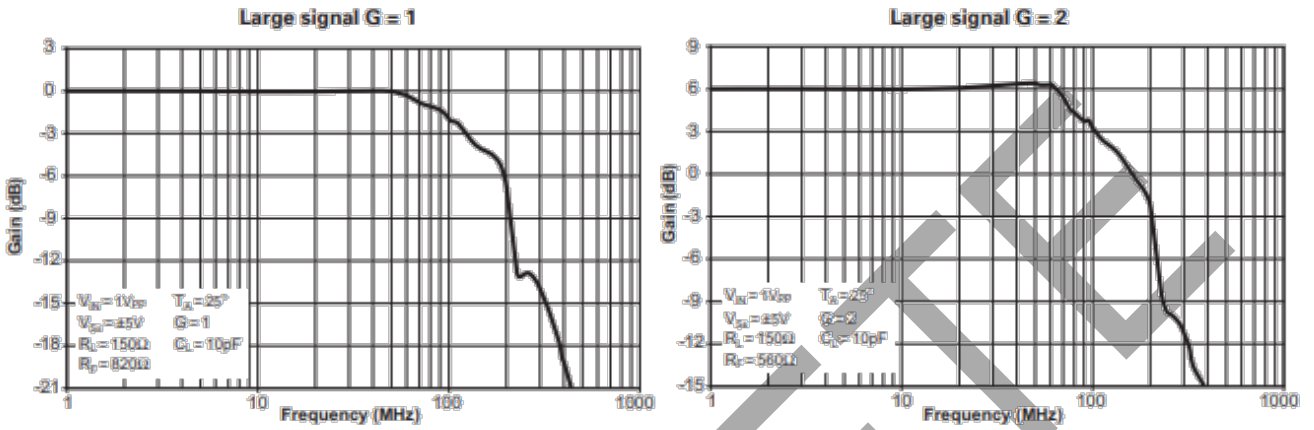 Large signal G = 1
3
0
-3
-6
-9
-12
-15
-18
-21
Gain (dB)
V_IN=1V_PP T_A=25°
V_S=±5V G=1
R_L=150Ω C_L=10pF
R_F=820Ω
1 10 100 1000
Frequency (MHz)
Large signal G = 2
9
6
3
0
-3
-6
-9
-12
-15
Gain (dB)
V_IN=1V_PP T_A=25°
V_S=±5V G=2
R_L=150Ω C_L=10pF
R_F=560Ω
1 10 100 1000
Frequency (MHz)